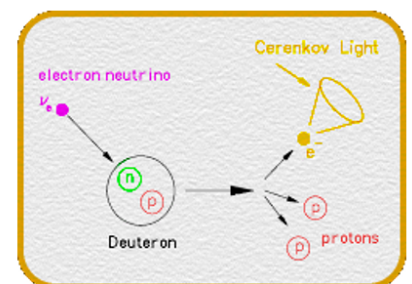 Cerenkov Light
electron neutrino
νe
e-
n
p
p
p
protons
Deuteron